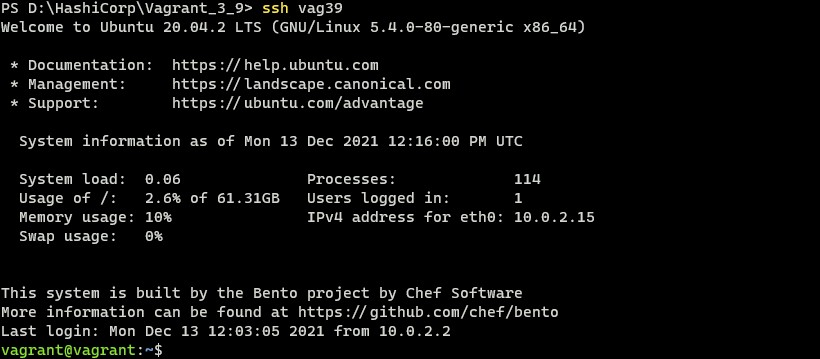 PS D:\HashiCorp\Vagrant_3_9> ssh vag39
Welcome to Ubuntu 20.04.2 LTS (GNU/Linux 5.4.0-80-generic x86_64)

 * Documentation:  https://help.ubuntu.com
 * Management:     https://landscape.canonical.com
 * Support:        https://ubuntu.com/advantage

  System information as of Mon 13 Dec 2021 12:16:00 PM UTC

  System load:  0.06               Processes:             114
  Usage of /:   2.6% of 61.31GB   Users logged in:       1
  Memory usage: 10%               IPv4 address for eth0: 10.0.2.15
  Swap usage:   0%


This system is built by the Bento project by Chef Software
More information can be found at https://github.com/chef/bento
Last login: Mon Dec 13 12:03:05 2021 from 10.0.2.2
vagrant@vagrant:~$